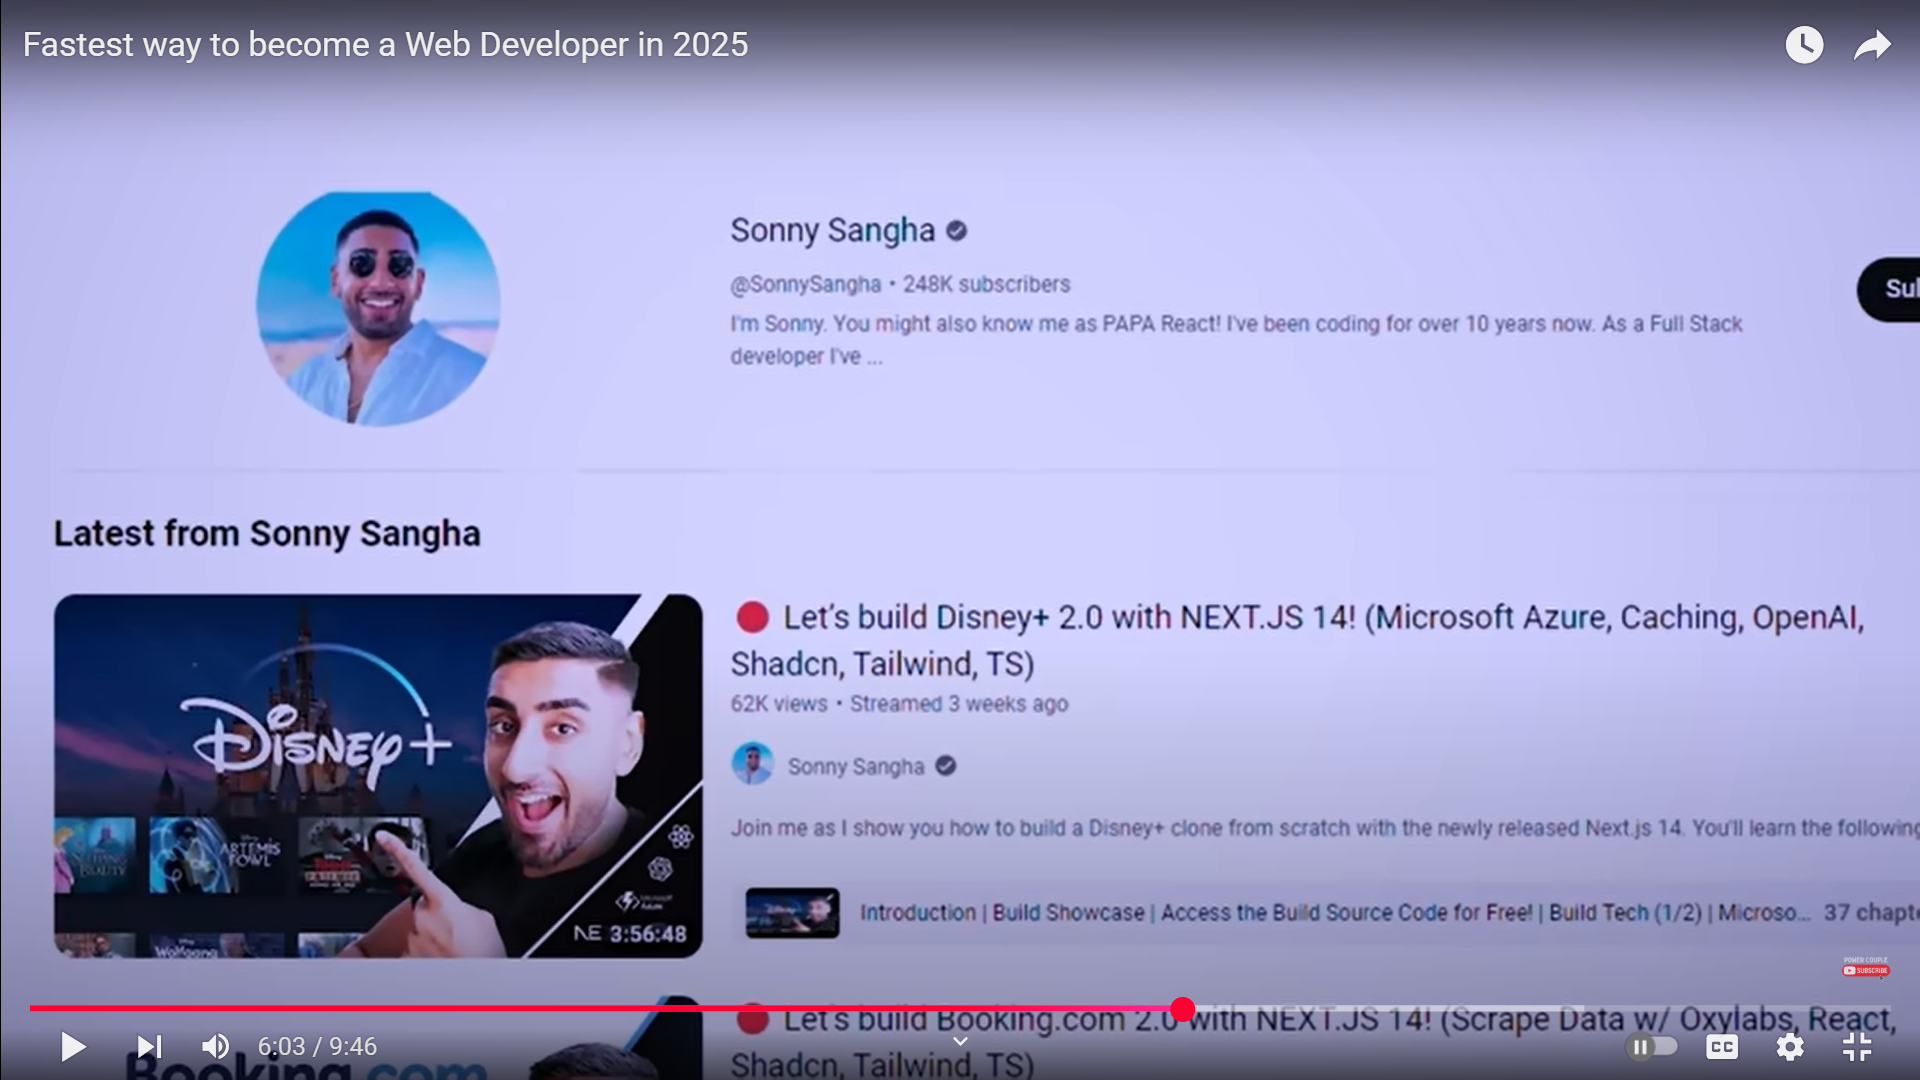 Fastest way to become a Web Developer in 2025
Sonny Sangha
@SonnySangha • 248K subscribers
Sul
I'm Sonny. You might also know me as PAPA React! I've been coding for over 10 years now. As a Full Stack
developer I've ...
Latest from Sonny Sangha
Let's build Disney+ 2.0 with NEXT.JS 14! (Microsoft Azure, Caching, OpenAI,
Shadcn, Tailwind, TS)
62K views • Streamed 3 weeks ago
Disney+
Sonny Sangha
Join me as I show you how to build a Disney+ clone from scratch with the newly released Next.js 14. You'll learn the following
SLEEPING
BEAUTY
ARTEMIS
FOWL
NE 3:56:48
Introduction | Build Showcase | Access the Build Source Code for Free! | Build Tech (1/2) | Microso... 37 chapte
POWER COUPLE
SUBSCRIBE
Let's build Booking.com 2.0 with NEXT.JS 14! (Scrape Data w/ Oxylabs, React,
Shadcn, Tailwind, TS)
6:03 / 9:46
CC
Booking.com